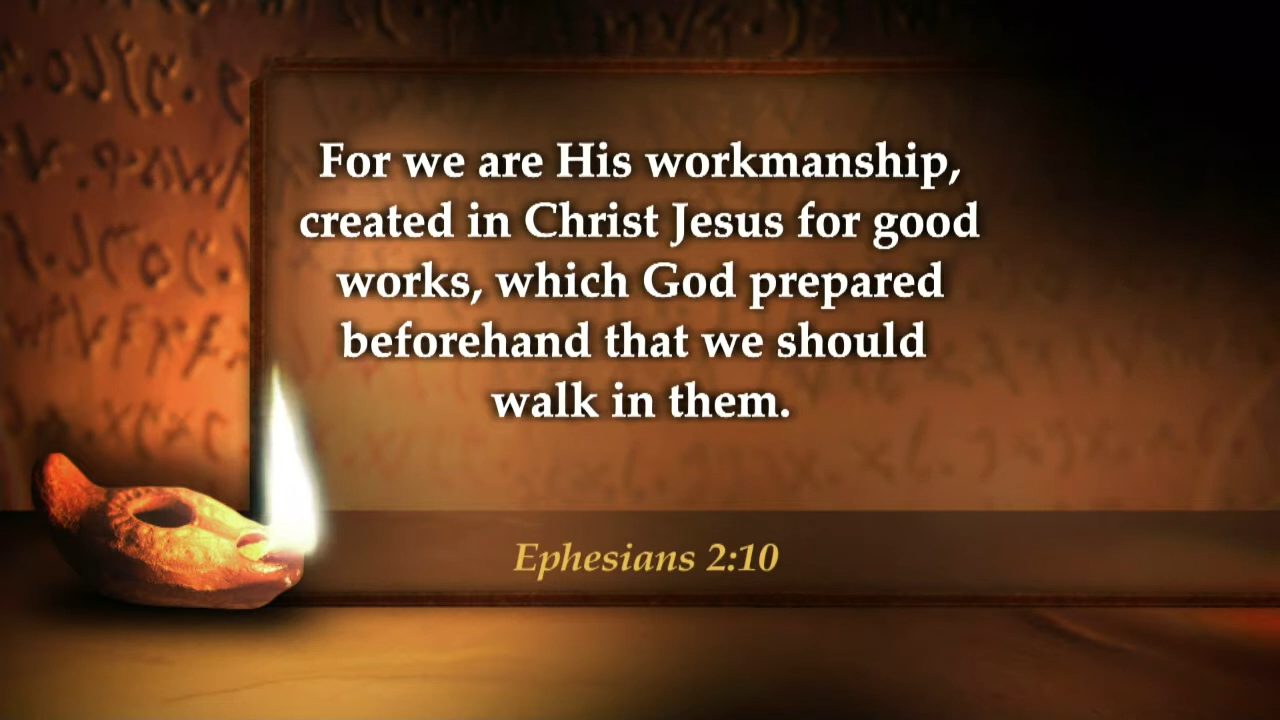 For we are His workmanship,
created in Christ Jesus for good
works, which God prepared
beforehand that we should
walk in them.
Ephesians 2:10